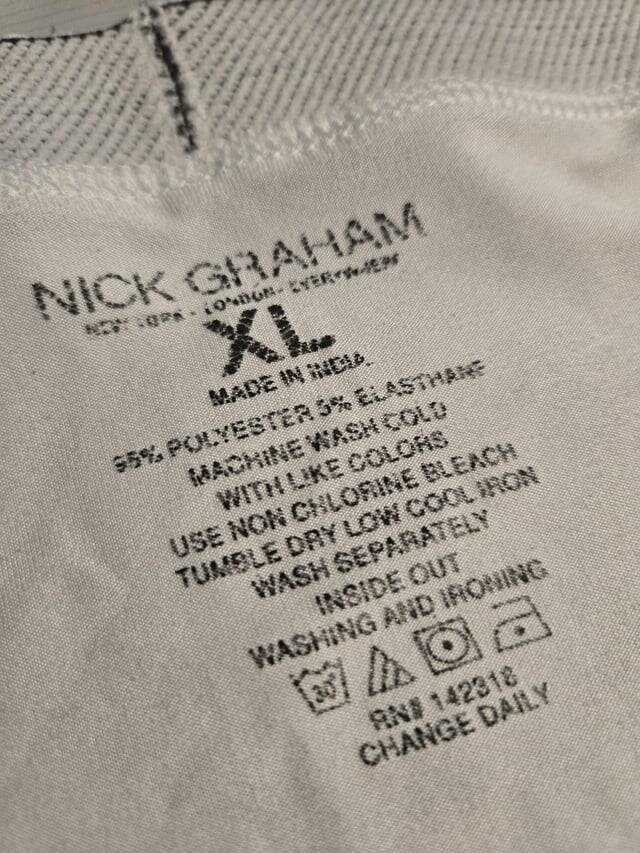 NICK GRAHAM
NEW YORK - LONDON - EVERYWHERE
XL
MADE IN INDIA.
95% POLYESTER 5% ELASTHANE
MACHINE WASH COLD
WITH LIKE COLORS
USE NON CHLORINE BLEACH
TUMBLE DRY LOW COOL IRON
WASH SEPARATELY
INSIDE OUT
WASHING AND IRONING
30°
RN# 142318
CHANGE DAILY